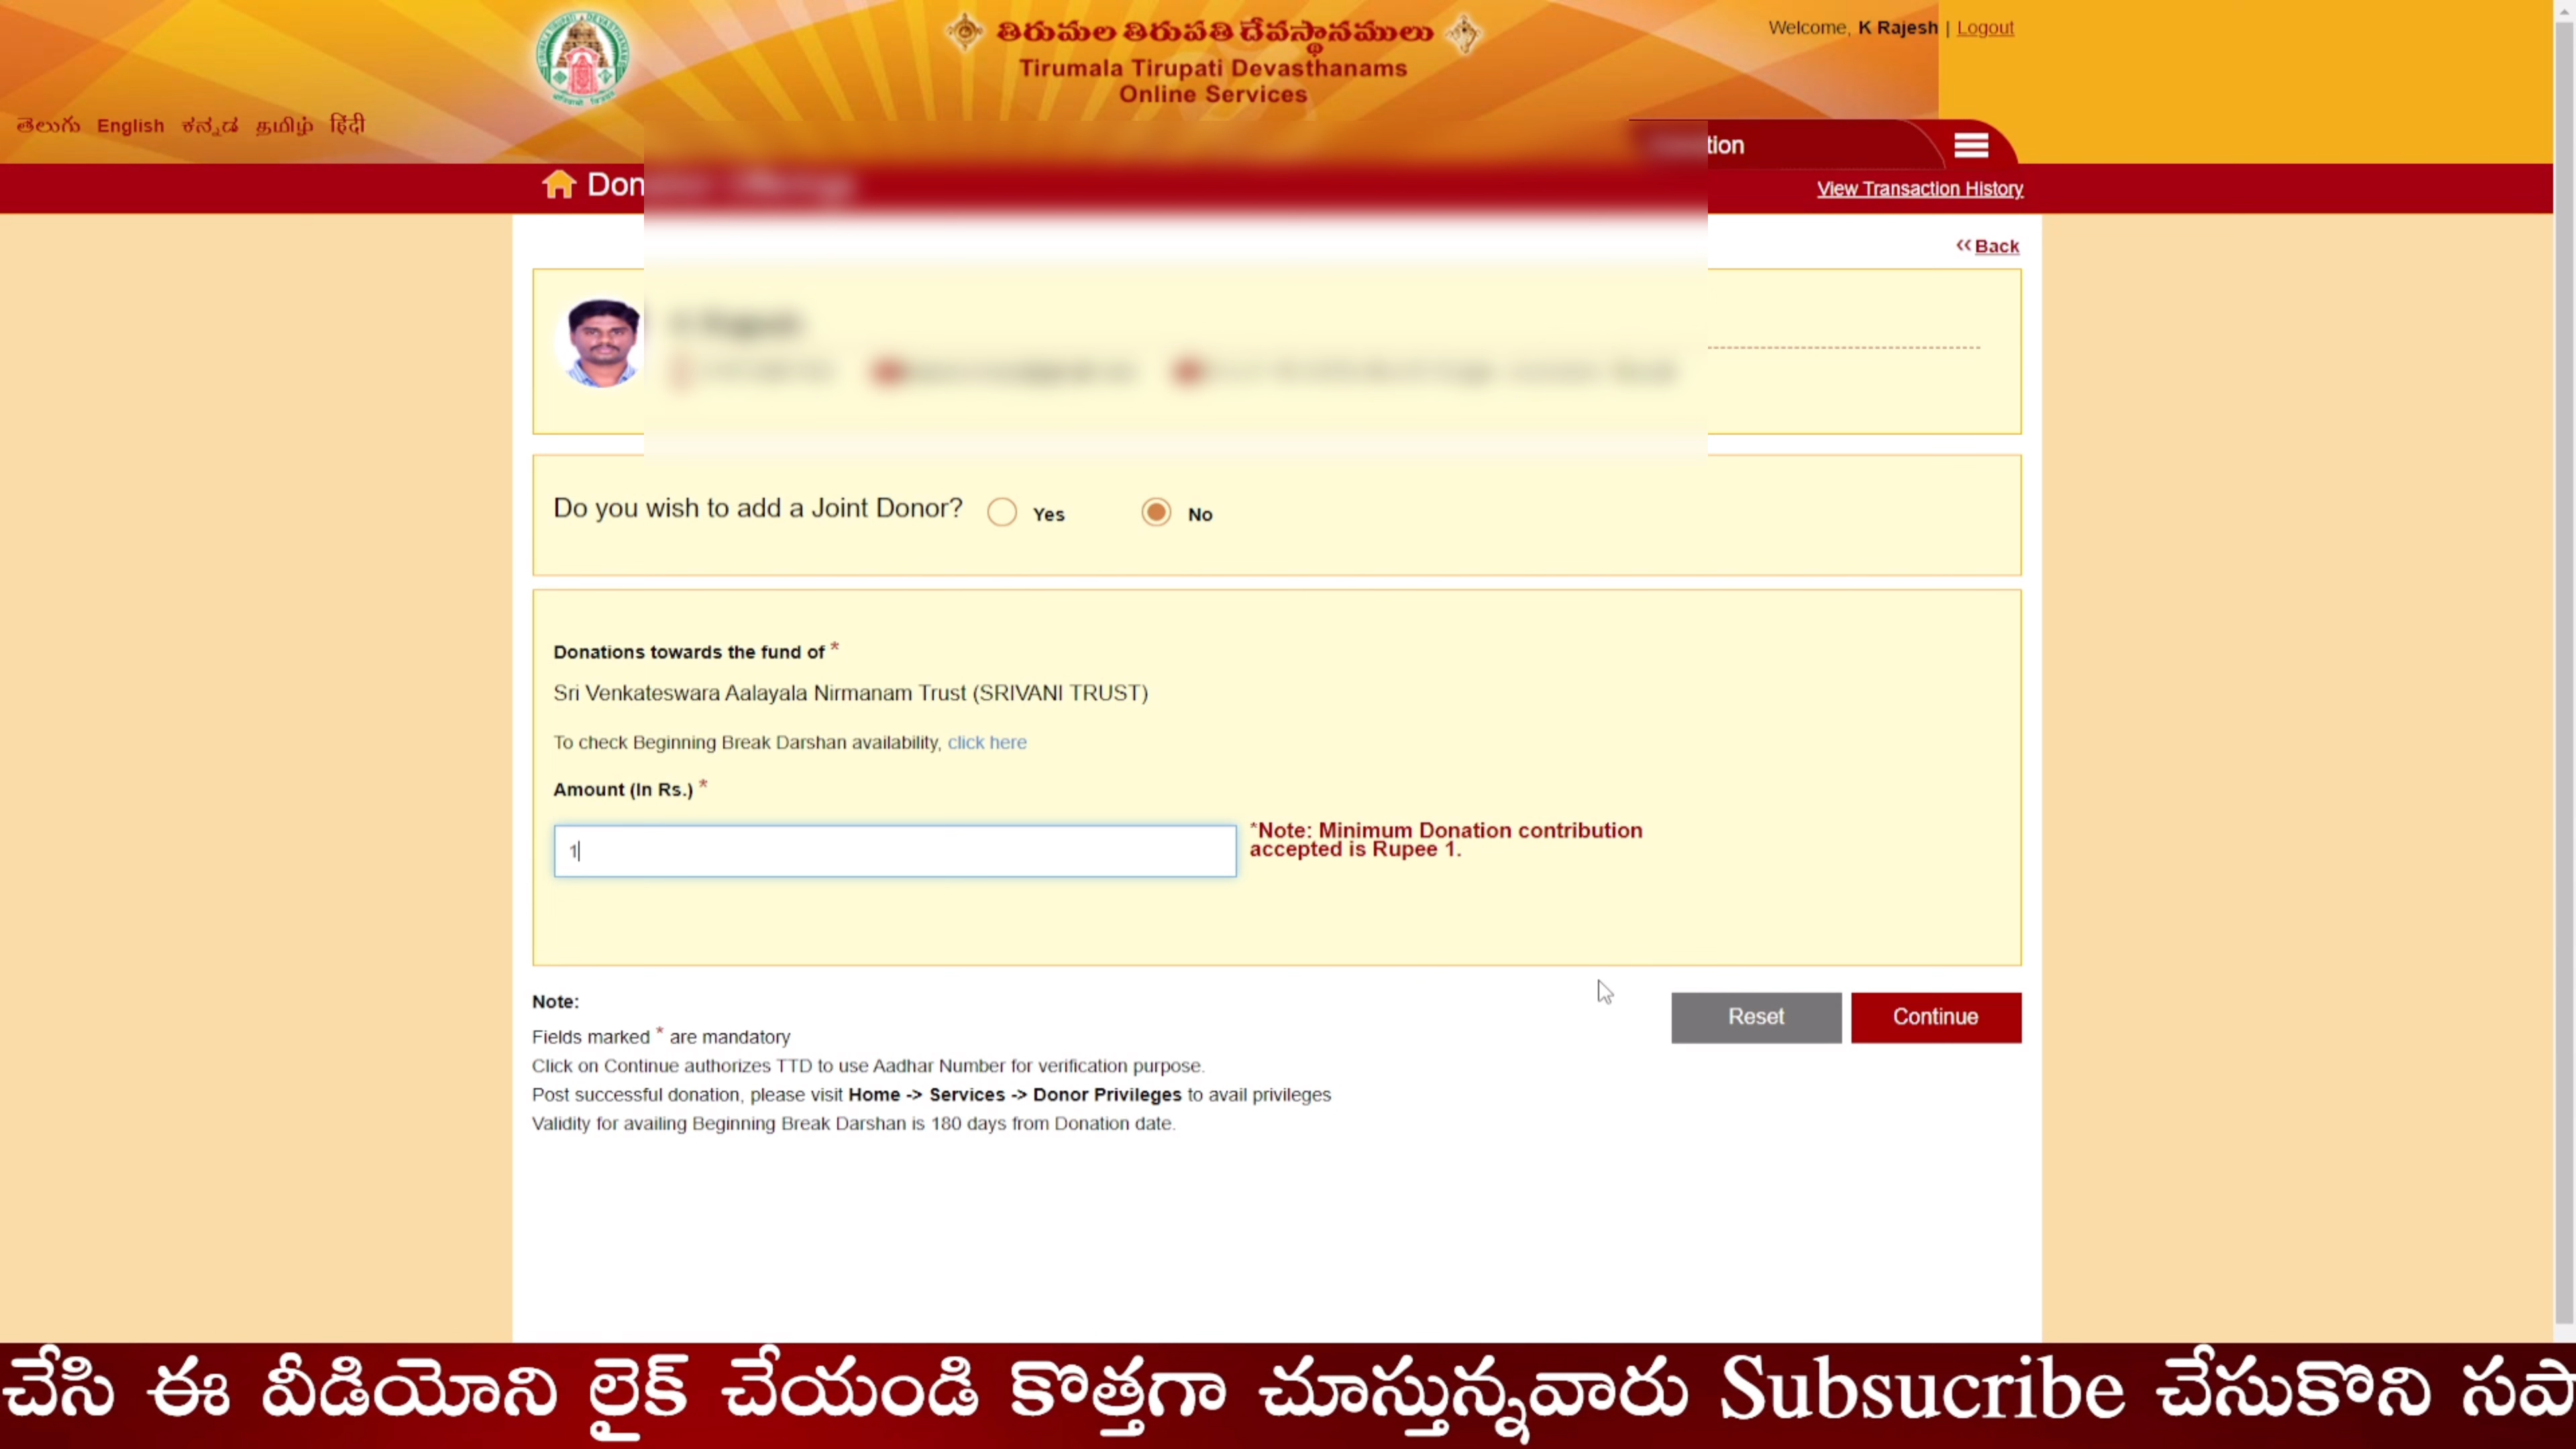 తిరుమల తిరుపతి దేవస్థానములు
Tirumala Tirupati Devasthanams
Online Services
Welcome, K Rajesh | Logout
తెలుగు English ಕನ್ನಡ தமிழ் हिंदी
tion
Don
View Transaction History
<< Back
Do you wish to add a Joint Donor? Yes No
Donations towards the fund of *
Sri Venkateswara Aalayala Nirmanam Trust (SRIVANI TRUST)
To check Beginning Break Darshan availability, click here
Amount (In Rs.) *
1
*Note: Minimum Donation contribution
accepted is Rupee 1.
Reset Continue
Note:
Fields marked * are mandatory
Click on Continue authorizes TTD to use Aadhar Number for verification purpose.
Post successful donation, please visit Home -> Services -> Donor Privileges to avail privileges
Validity for availing Beginning Break Darshan is 180 days from Donation date.
చేసి ఈ వీడియోని లైక్ చేయండి కొత్తగా చూస్తున్నవారు Subsucribe చేసుకొని సపా